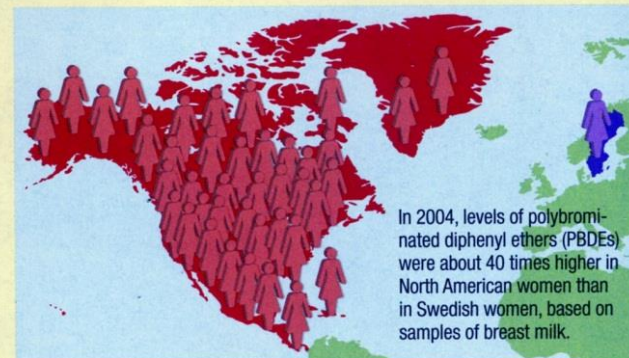 In 2004, levels of polybromi-
nated diphenyl ethers (PBDEs)
were about 40 times higher in
North American women than
in Swedish women, based on
samples of breast milk.